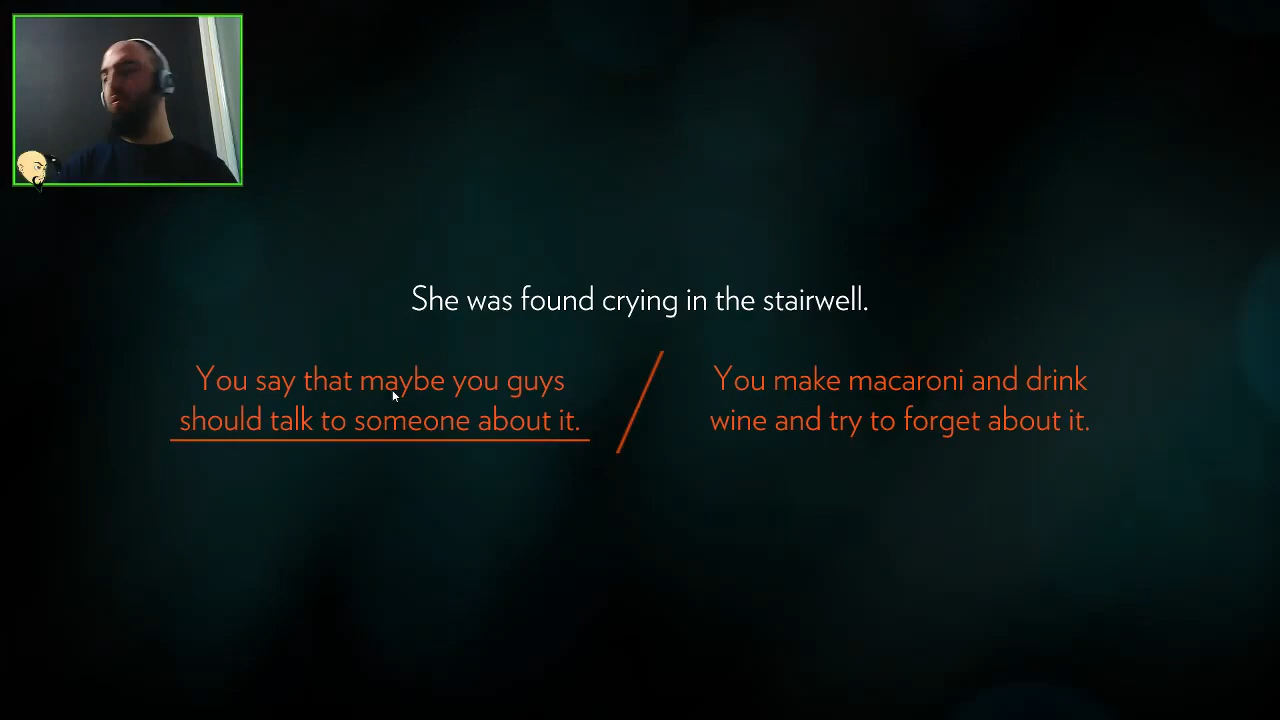 She was found crying in the stairwell.
You say that maybe you guys
should talk to someone about it.
You make macaroni and drink
wine and try to forget about it.